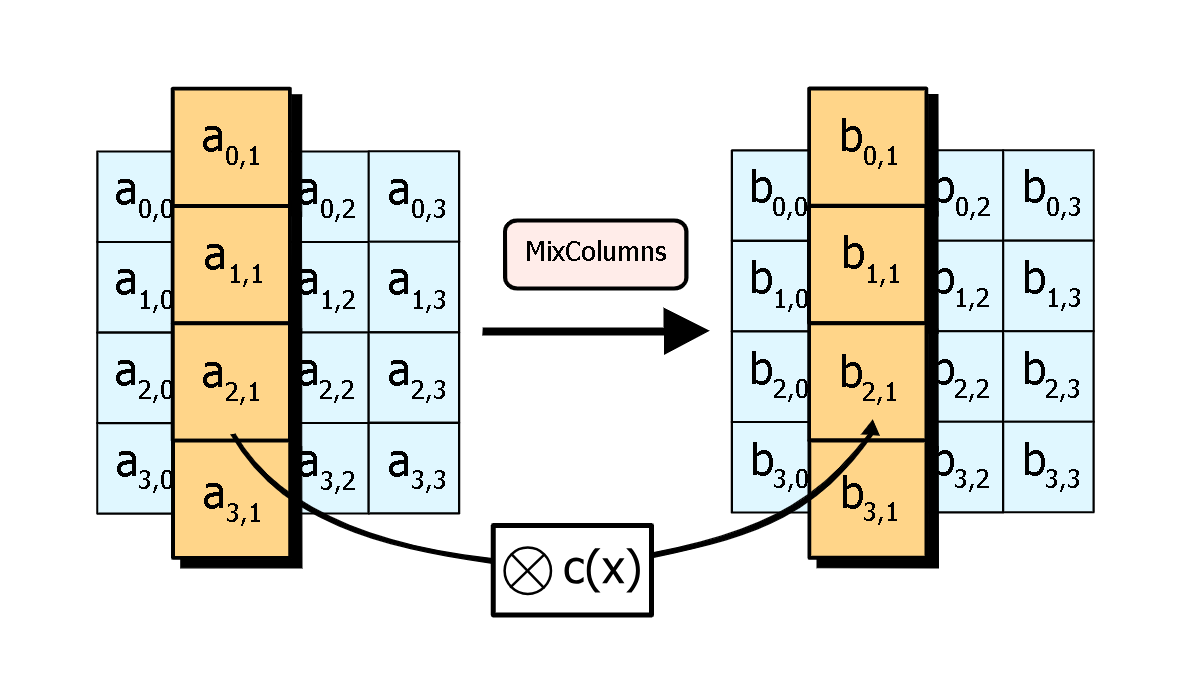 a0,0 a0,1 a0,2 a0,3
a1,0 a1,1 a1,2 a1,3
a2,0 a2,1 a2,2 a2,3
a3,0 a3,1 a3,2 a3,3
MixColumns
b0,0 b0,1 b0,2 b0,3
b1,0 b1,1 b1,2 b1,3
b2,0 b2,1 b2,2 b2,3
b3,0 b3,1 b3,2 b3,3
⊗ c(x)